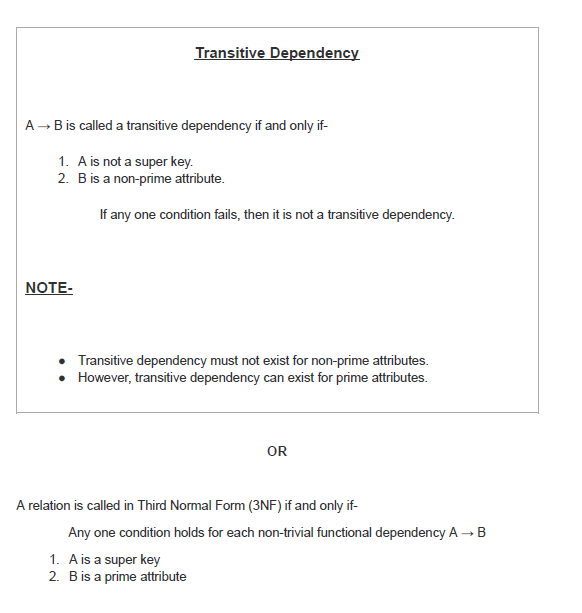 Transitive Dependency
A → B is called a transitive dependency if and only if-
1. A is not a super key.
2. B is a non-prime attribute.
If any one condition fails, then it is not a transitive dependency.
NOTE-
● Transitive dependency must not exist for non-prime attributes.
● However, transitive dependency can exist for prime attributes.
OR
A relation is called in Third Normal Form (3NF) if and only if-
Any one condition holds for each non-trivial functional dependency A → B
1. A is a super key
2. B is a prime attribute